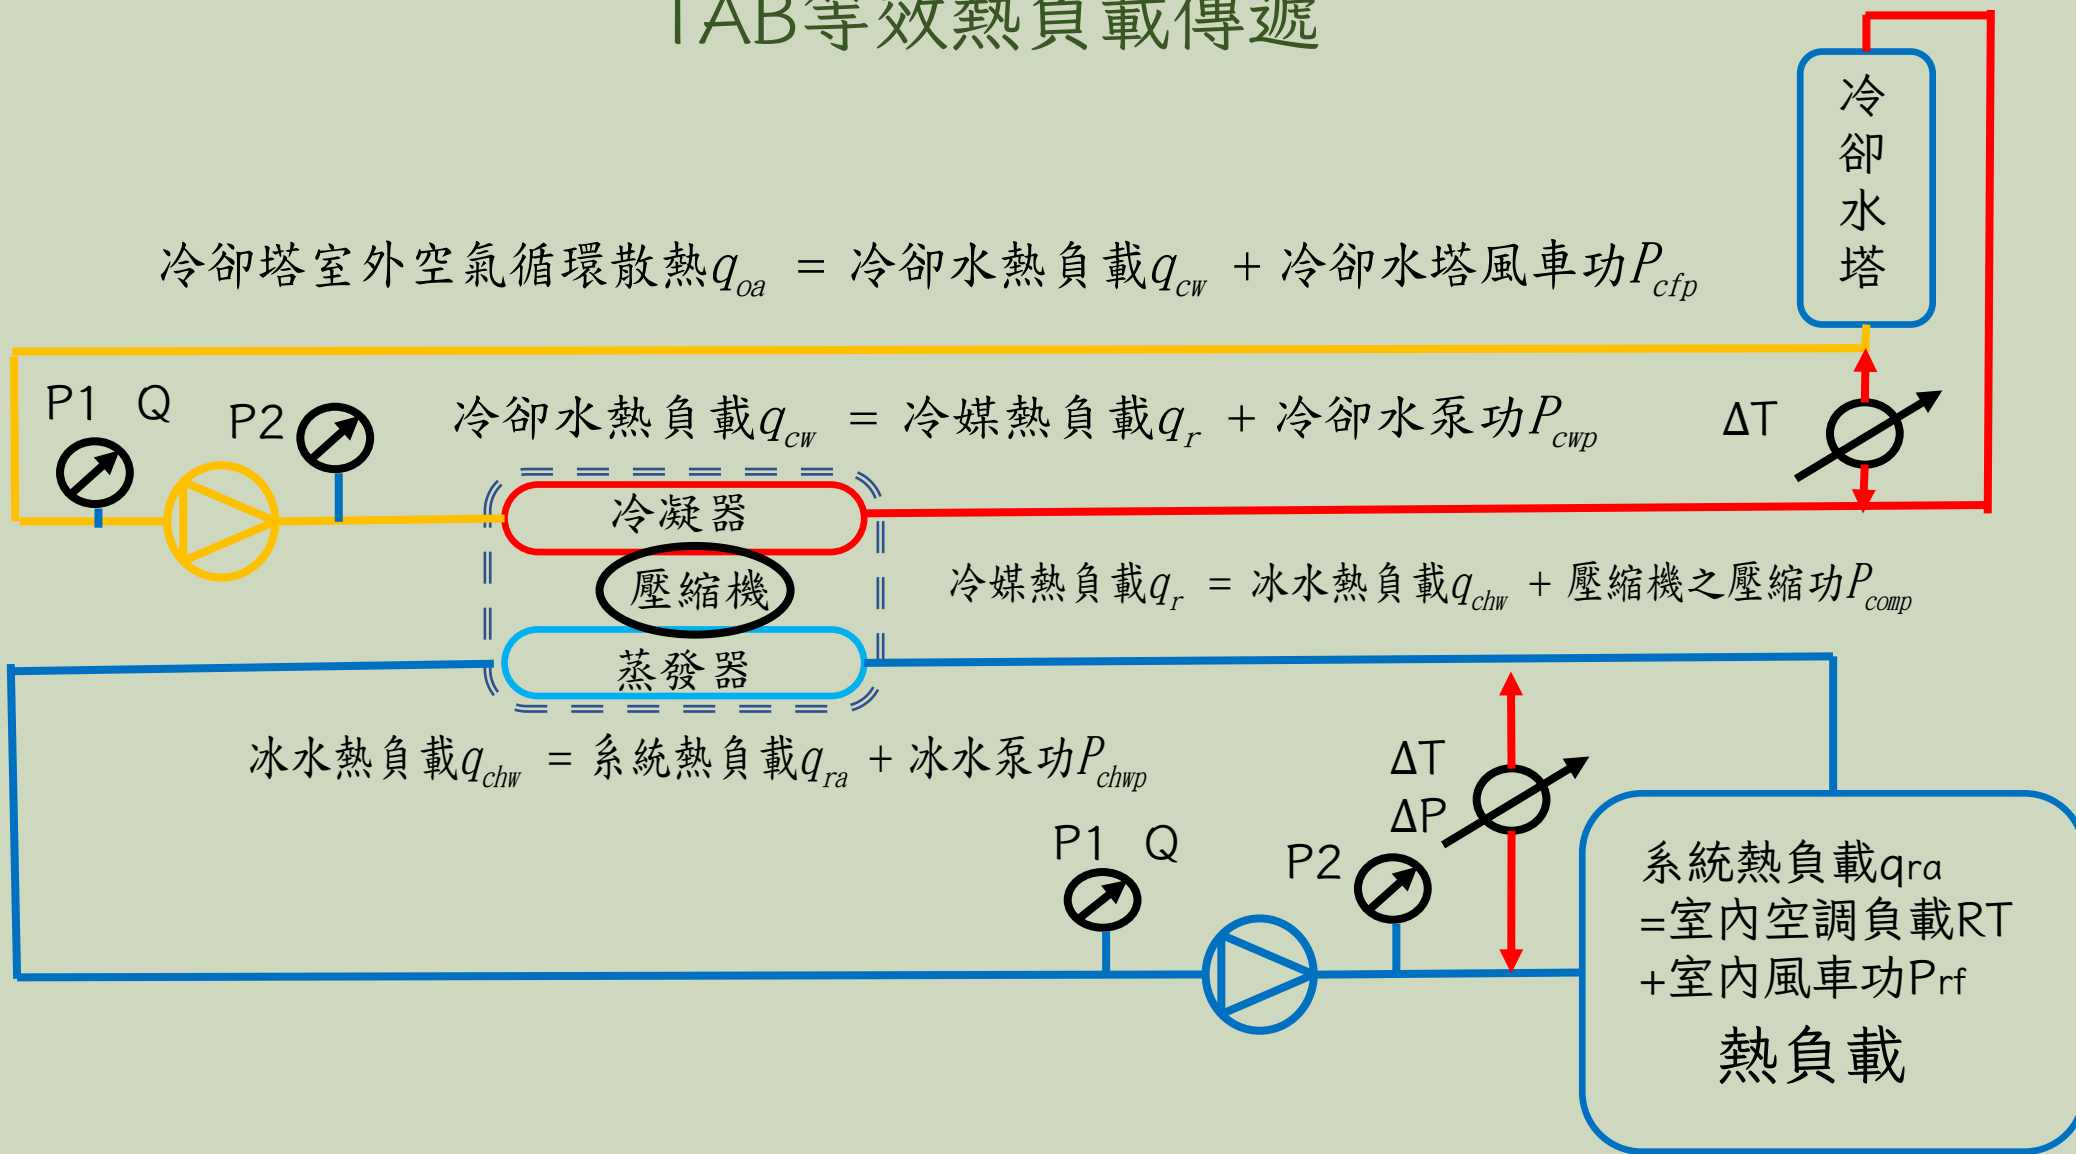 TAB等效熱負載傳遞
冷卻水塔
冷卻塔室外空氣循環散熱q_oa = 冷卻水熱負載q_cw + 冷卻水塔風車功P_cfp
P1 Q
P2
冷卻水熱負載q_cw = 冷媒熱負載q_r + 冷卻水泵功P_cwp
ΔT
冷凝器
壓縮機
冷媒熱負載q_r = 冰水熱負載q_chw + 壓縮機之壓縮功P_comp
蒸發器
冰水熱負載q_chw = 系統熱負載q_ra + 冰水泵功P_chwp
ΔT
ΔP
P1 Q
P2
系統熱負載qra
=室內空調負載RT
+室內風車功Prf
熱負載